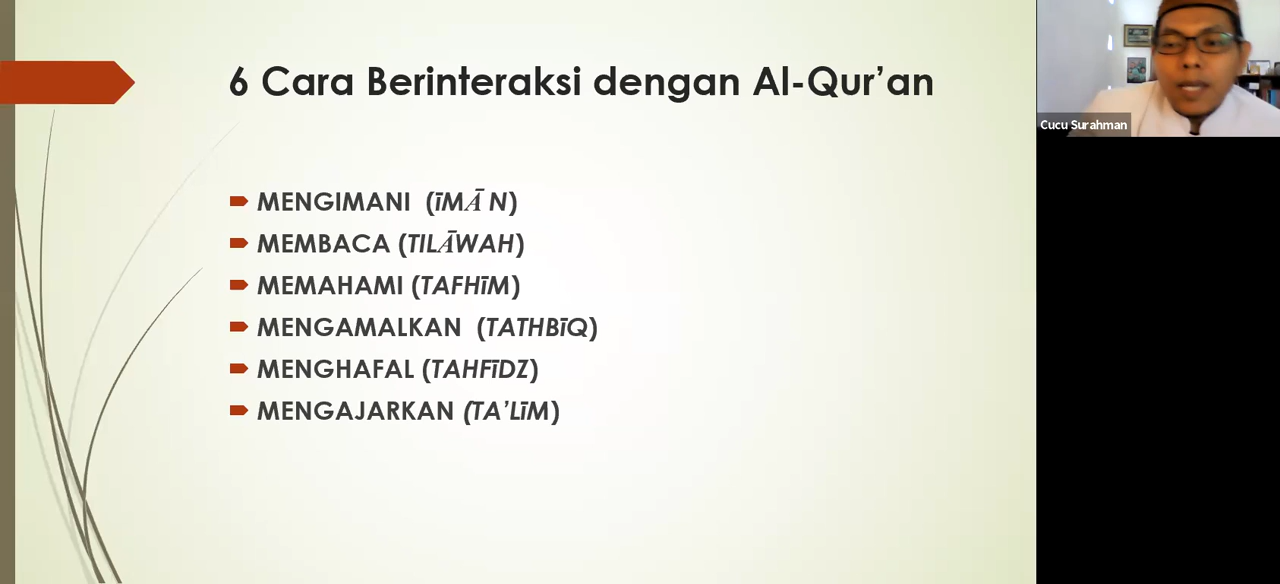 6 Cara Berinteraksi dengan Al-Qur’an
MENGIMANI (īMĀ N)
MEMBACA (TILĀWAH)
MEMAHAMI (TAFHīM)
MENGAMALKAN (TATHBīQ)
MENGHAFAL (TAHFīDZ)
MENGAJARKAN (TA’LīM)
Cucu Surahman